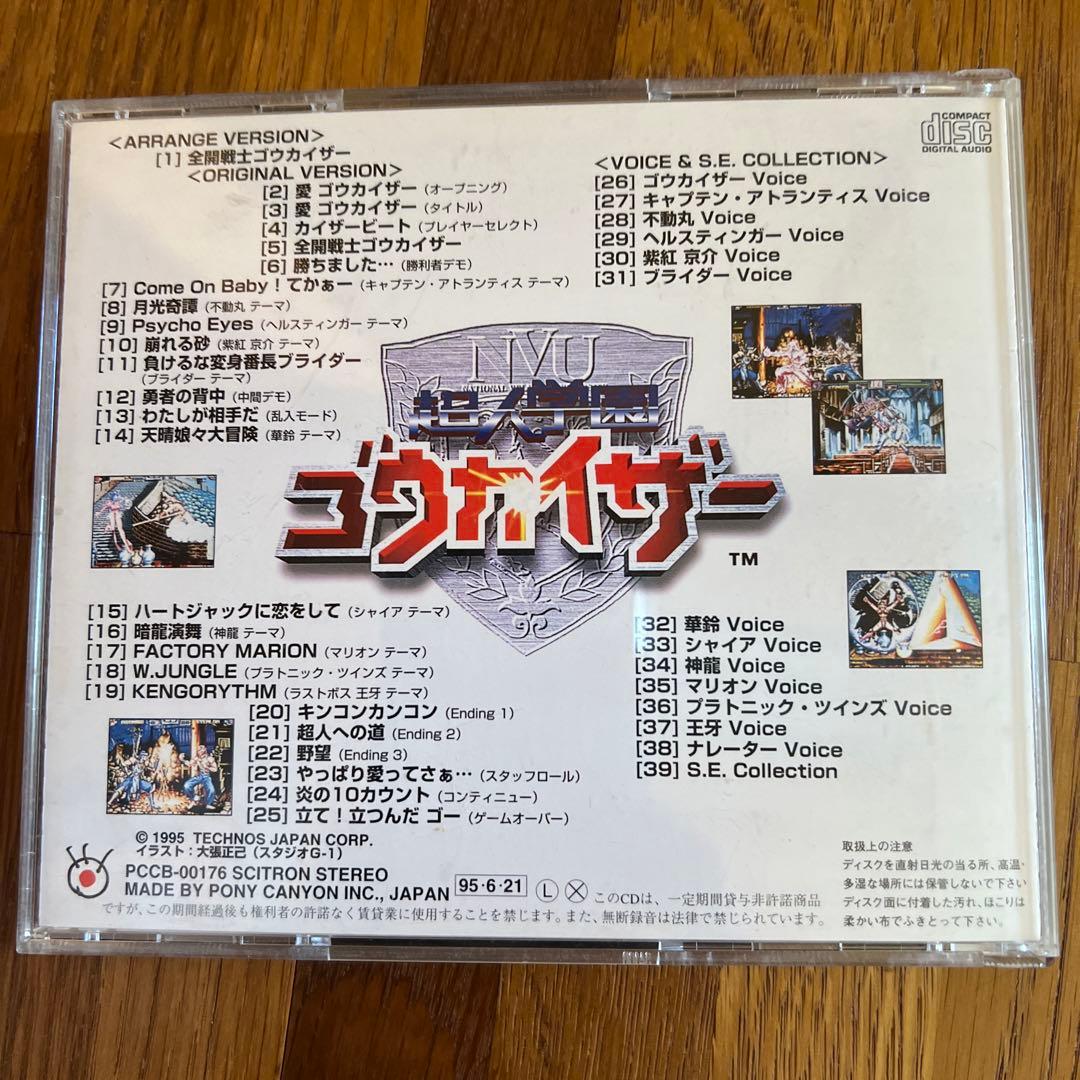 <ARRANGE VERSION>
[1] 全開戦士ゴウカイザー
<ORIGINAL VERSION>
[2] 愛 ゴウカイザー (オープニング)
[3] 愛 ゴウカイザー (タイトル)
[4] カイザービート (プレイヤーセレクト)
[5] 全開戦士ゴウカイザー
[6] 勝ちました… (勝利者デモ)
[7] Come On Baby！てかぁー (キャプテン・アトランティス テーマ)
[8] 月光奇譚 (不動丸 テーマ)
[9] Psycho Eyes (ヘルスティンガー テーマ)
[10] 崩れる砂 (紫紅 京介 テーマ)
[11] 負けるな変身番長ブライダー
(ブライダー テーマ)
[12] 勇者の背中 (中間デモ)
[13] わたしが相手だ (乱入モード)
[14] 天晴娘々大冒険 (華鈴 テーマ)
COMPACT
disc
DIGITAL AUDIO
<VOICE & S.E. COLLECTION>
[26] ゴウカイザー Voice
[27] キャプテン・アトランティス Voice
[28] 不動丸 Voice
[29] ヘルスティンガー Voice
[30] 紫紅 京介 Voice
[31] ブライダー Voice
NVU
超人学園
ゴウカイザー
TM
[15] ハートジャックに恋をして (シャイア テーマ)
[16] 暗龍演舞 (神龍 テーマ)
[17] FACTORY MARION (マリオン テーマ)
[18] W.JUNGLE (プラトニック・ツインズ テーマ)
[19] KENGORYTHM (ラストボス 王牙 テーマ)
[20] キンコンカンコン (Ending 1)
[21] 超人への道 (Ending 2)
[22] 野望 (Ending 3)
[23] やっぱり愛ってさぁ… (スタッフロール)
[24] 炎の10カウント (コンティニュー)
[25] 立て！立つんだ ゴー (ゲームオーバー)
[32] 華鈴 Voice
[33] シャイア Voice
[34] 神龍 Voice
[35] マリオン Voice
[36] プラトニック・ツインズ Voice
[37] 王牙 Voice
[38] ナレーター Voice
[39] S.E. Collection
© 1995 TECHNOS JAPAN CORP.
イラスト：大張正己 (スタジオG-1)
PCCB-00176 SCITRON STEREO
MADE BY PONY CANYON INC., JAPAN
95・6・21
Ⓛ Ⓧ このCDは、一定期間貸与非許諾商品
ですが、この期間経過後も権利者の許諾なく賃貸業に使用することを禁じます。また、無断録音は法律で禁じられています。
取扱上の注意
ディスクを直射日光の当る所、高温・
多湿な場所には保管しないで下さい
ディスク面に付着した汚れ、ほこりは
柔かい布でふきとって下さい。